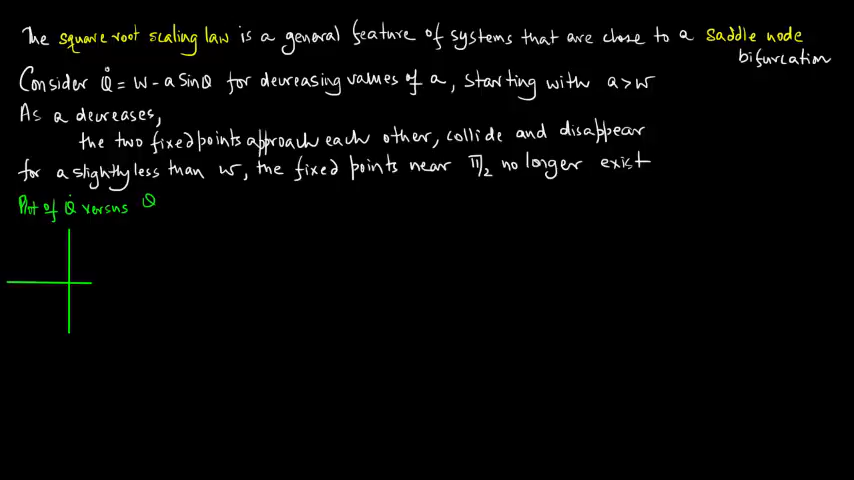 The square root scaling law is a general feature of systems that are close to a saddle node
bifurcation
Consider θ̇ = w - a sinθ for decreasing values of a, starting with a > w
As a decreases,
the two fixed points approach each other, collide and disappear
for a slightly less than w, the fixed points near π/2 no longer exist
Plot of θ̇ versus θ